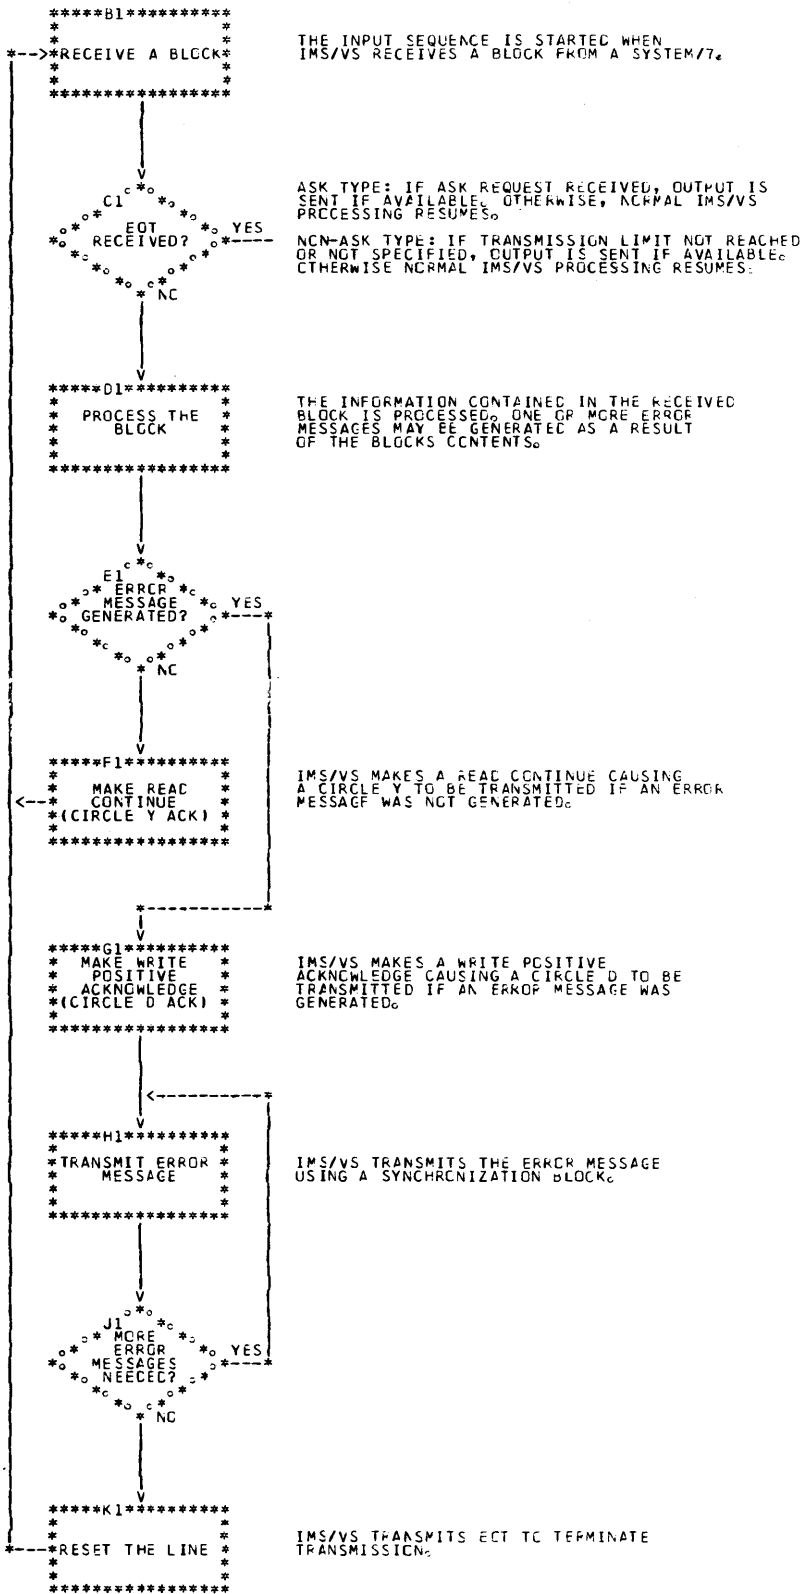 B1
RECEIVE A BLOCK
THE INPUT SEQUENCE IS STARTED WHEN
IMS/VS RECEIVES A BLOCK FROM A SYSTEM/7.
C1
EOT
RECEIVED?
YES
NO
ASK TYPE: IF ASK REQUEST RECEIVED, OUTPUT IS
SENT IF AVAILABLE. OTHERWISE, NORMAL IMS/VS
PROCESSING RESUMES.
NON-ASK TYPE: IF TRANSMISSION LIMIT NOT REACHED
OR NOT SPECIFIED, OUTPUT IS SENT IF AVAILABLE.
OTHERWISE NORMAL IMS/VS PROCESSING RESUMES.
D1
PROCESS THE
BLOCK
THE INFORMATION CONTAINED IN THE RECEIVED
BLOCK IS PROCESSED. ONE OR MORE ERROR
MESSAGES MAY BE GENERATED AS A RESULT
OF THE BLOCKS CONTENTS.
E1
ERROR
MESSAGE
GENERATED?
YES
NO
F1
MAKE READ
CONTINUE
(CIRCLE Y ACK)
IMS/VS MAKES A READ CONTINUE CAUSING
A CIRCLE Y TO BE TRANSMITTED IF AN ERROR
MESSAGE WAS NOT GENERATED.
G1
MAKE WRITE
POSITIVE
ACKNOWLEDGE
(CIRCLE D ACK)
IMS/VS MAKES A WRITE POSITIVE
ACKNOWLEDGE CAUSING A CIRCLE D TO BE
TRANSMITTED IF AN ERROR MESSAGE WAS
GENERATED.
H1
TRANSMIT ERROR
MESSAGE
IMS/VS TRANSMITS THE ERROR MESSAGE
USING A SYNCHRONIZATION BLOCK.
J1
MORE
ERROR
MESSAGES
NEEDED?
YES
NO
K1
RESET THE LINE
IMS/VS TRANSMITS EOT TO TERMINATE
TRANSMISSION.